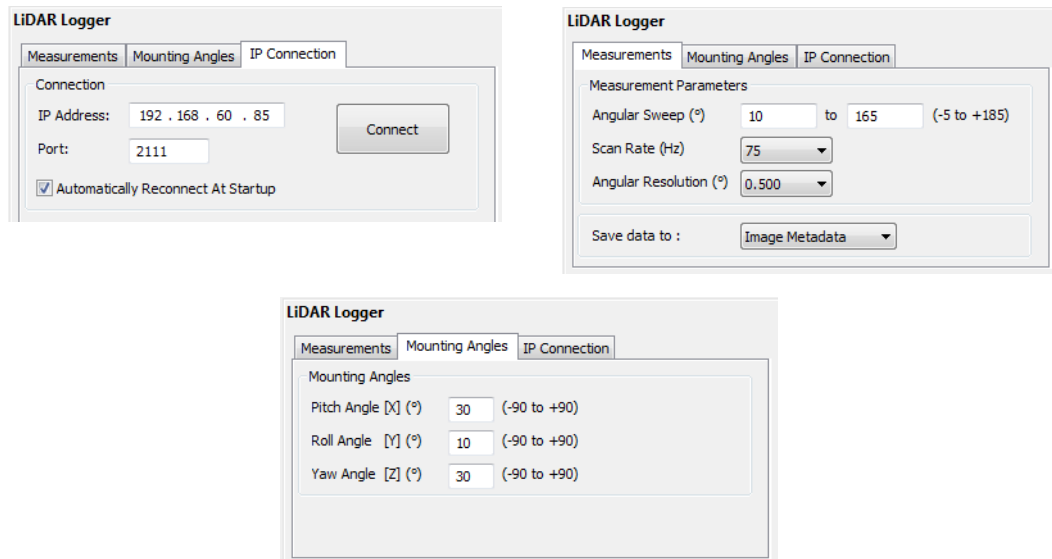 LiDAR Logger
Measurements Mounting Angles IP Connection
Connection
IP Address: 192 . 168 . 60 . 85
Connect
Port: 2111
Automatically Reconnect At Startup
LiDAR Logger
Measurements Mounting Angles IP Connection
Measurement Parameters
Angular Sweep (°) 10 to 165 (-5 to +185)
Scan Rate (Hz) 75
Angular Resolution (°) 0.500
Save data to : Image Metadata
LiDAR Logger
Measurements Mounting Angles IP Connection
Mounting Angles
Pitch Angle [X] (°) 30 (-90 to +90)
Roll Angle [Y] (°) 10 (-90 to +90)
Yaw Angle [Z] (°) 30 (-90 to +90)